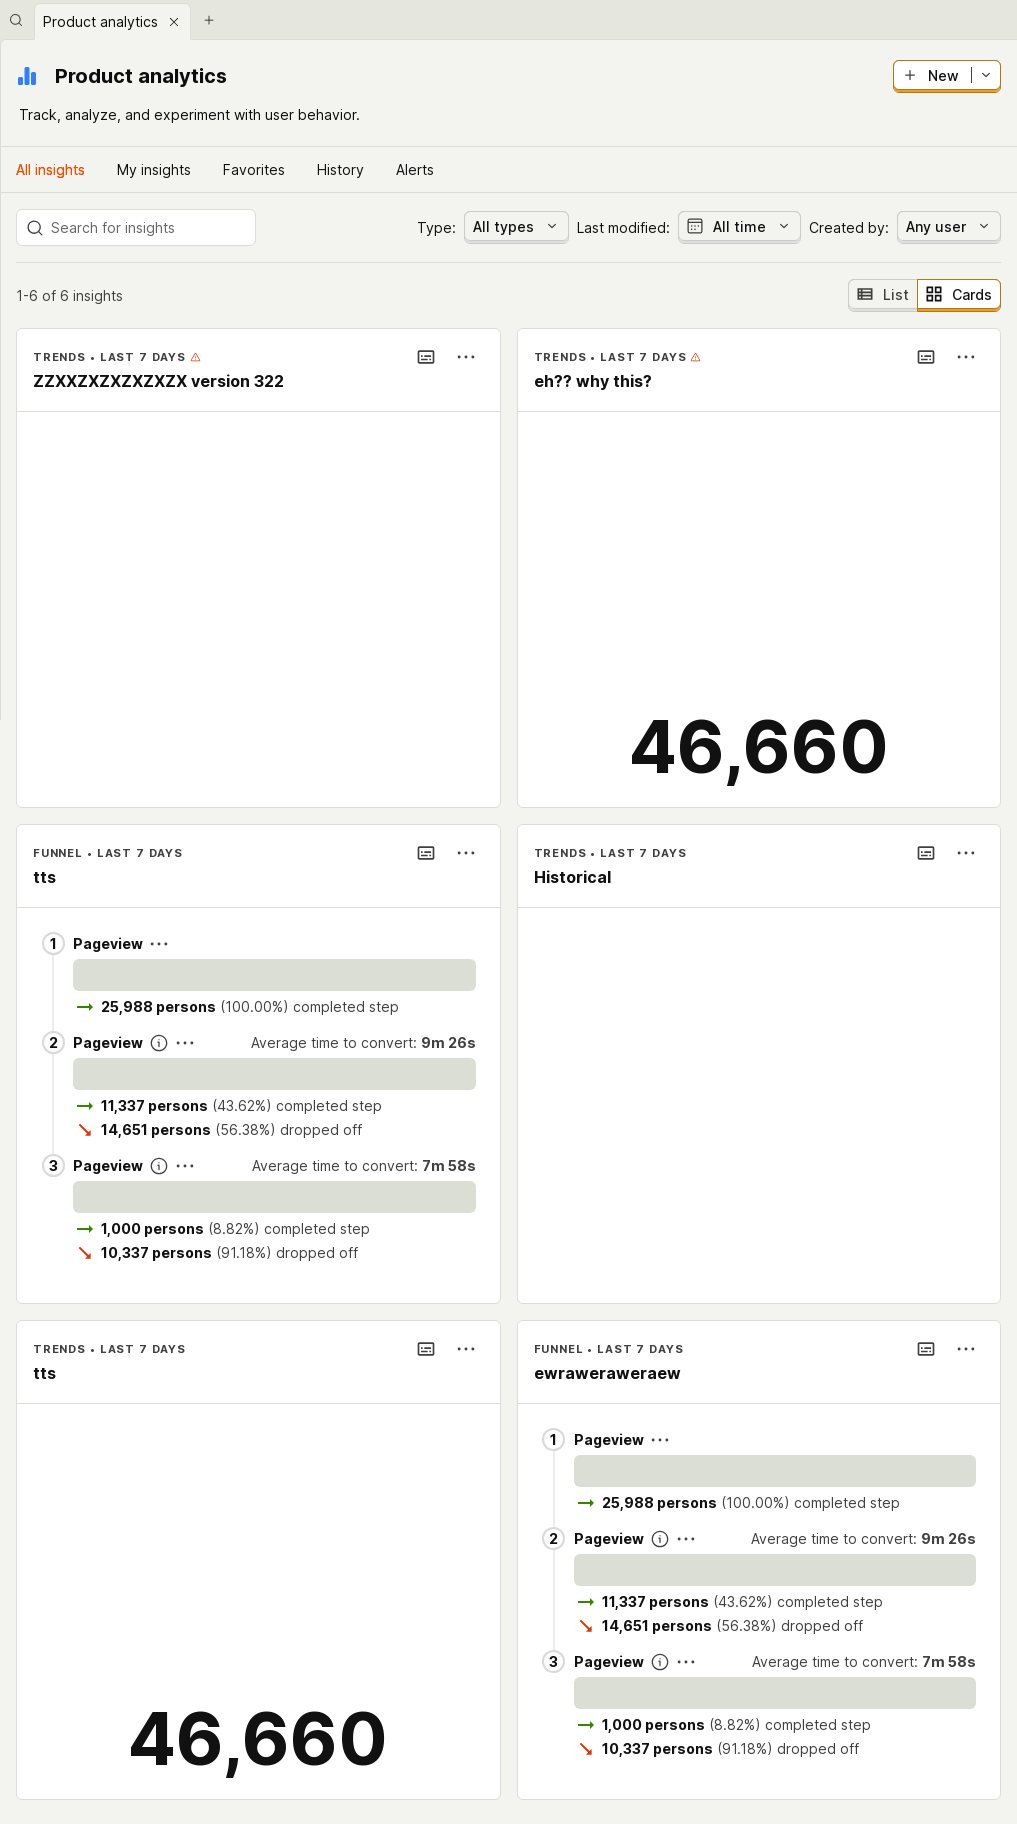 Product analytics
Product analytics
New
Track, analyze, and experiment with user behavior.
All insights My insights Favorites History Alerts
Search for insights Type: All types Last modified: All time Created by: Any user
1-6 of 6 insights List Cards
TRENDS • LAST 7 DAYS
ZZXXZXZXZXZXZX version 322
TRENDS • LAST 7 DAYS
eh?? why this?
46,660
FUNNEL • LAST 7 DAYS
tts
1 Pageview
25,988 persons (100.00%) completed step
2 Pageview Average time to convert: 9m 26s
11,337 persons (43.62%) completed step
14,651 persons (56.38%) dropped off
3 Pageview Average time to convert: 7m 58s
1,000 persons (8.82%) completed step
10,337 persons (91.18%) dropped off
TRENDS • LAST 7 DAYS
Historical
TRENDS • LAST 7 DAYS
tts
46,660
FUNNEL • LAST 7 DAYS
ewraweraweraew
1 Pageview
25,988 persons (100.00%) completed step
2 Pageview Average time to convert: 9m 26s
11,337 persons (43.62%) completed step
14,651 persons (56.38%) dropped off
3 Pageview Average time to convert: 7m 58s
1,000 persons (8.82%) completed step
10,337 persons (91.18%) dropped off